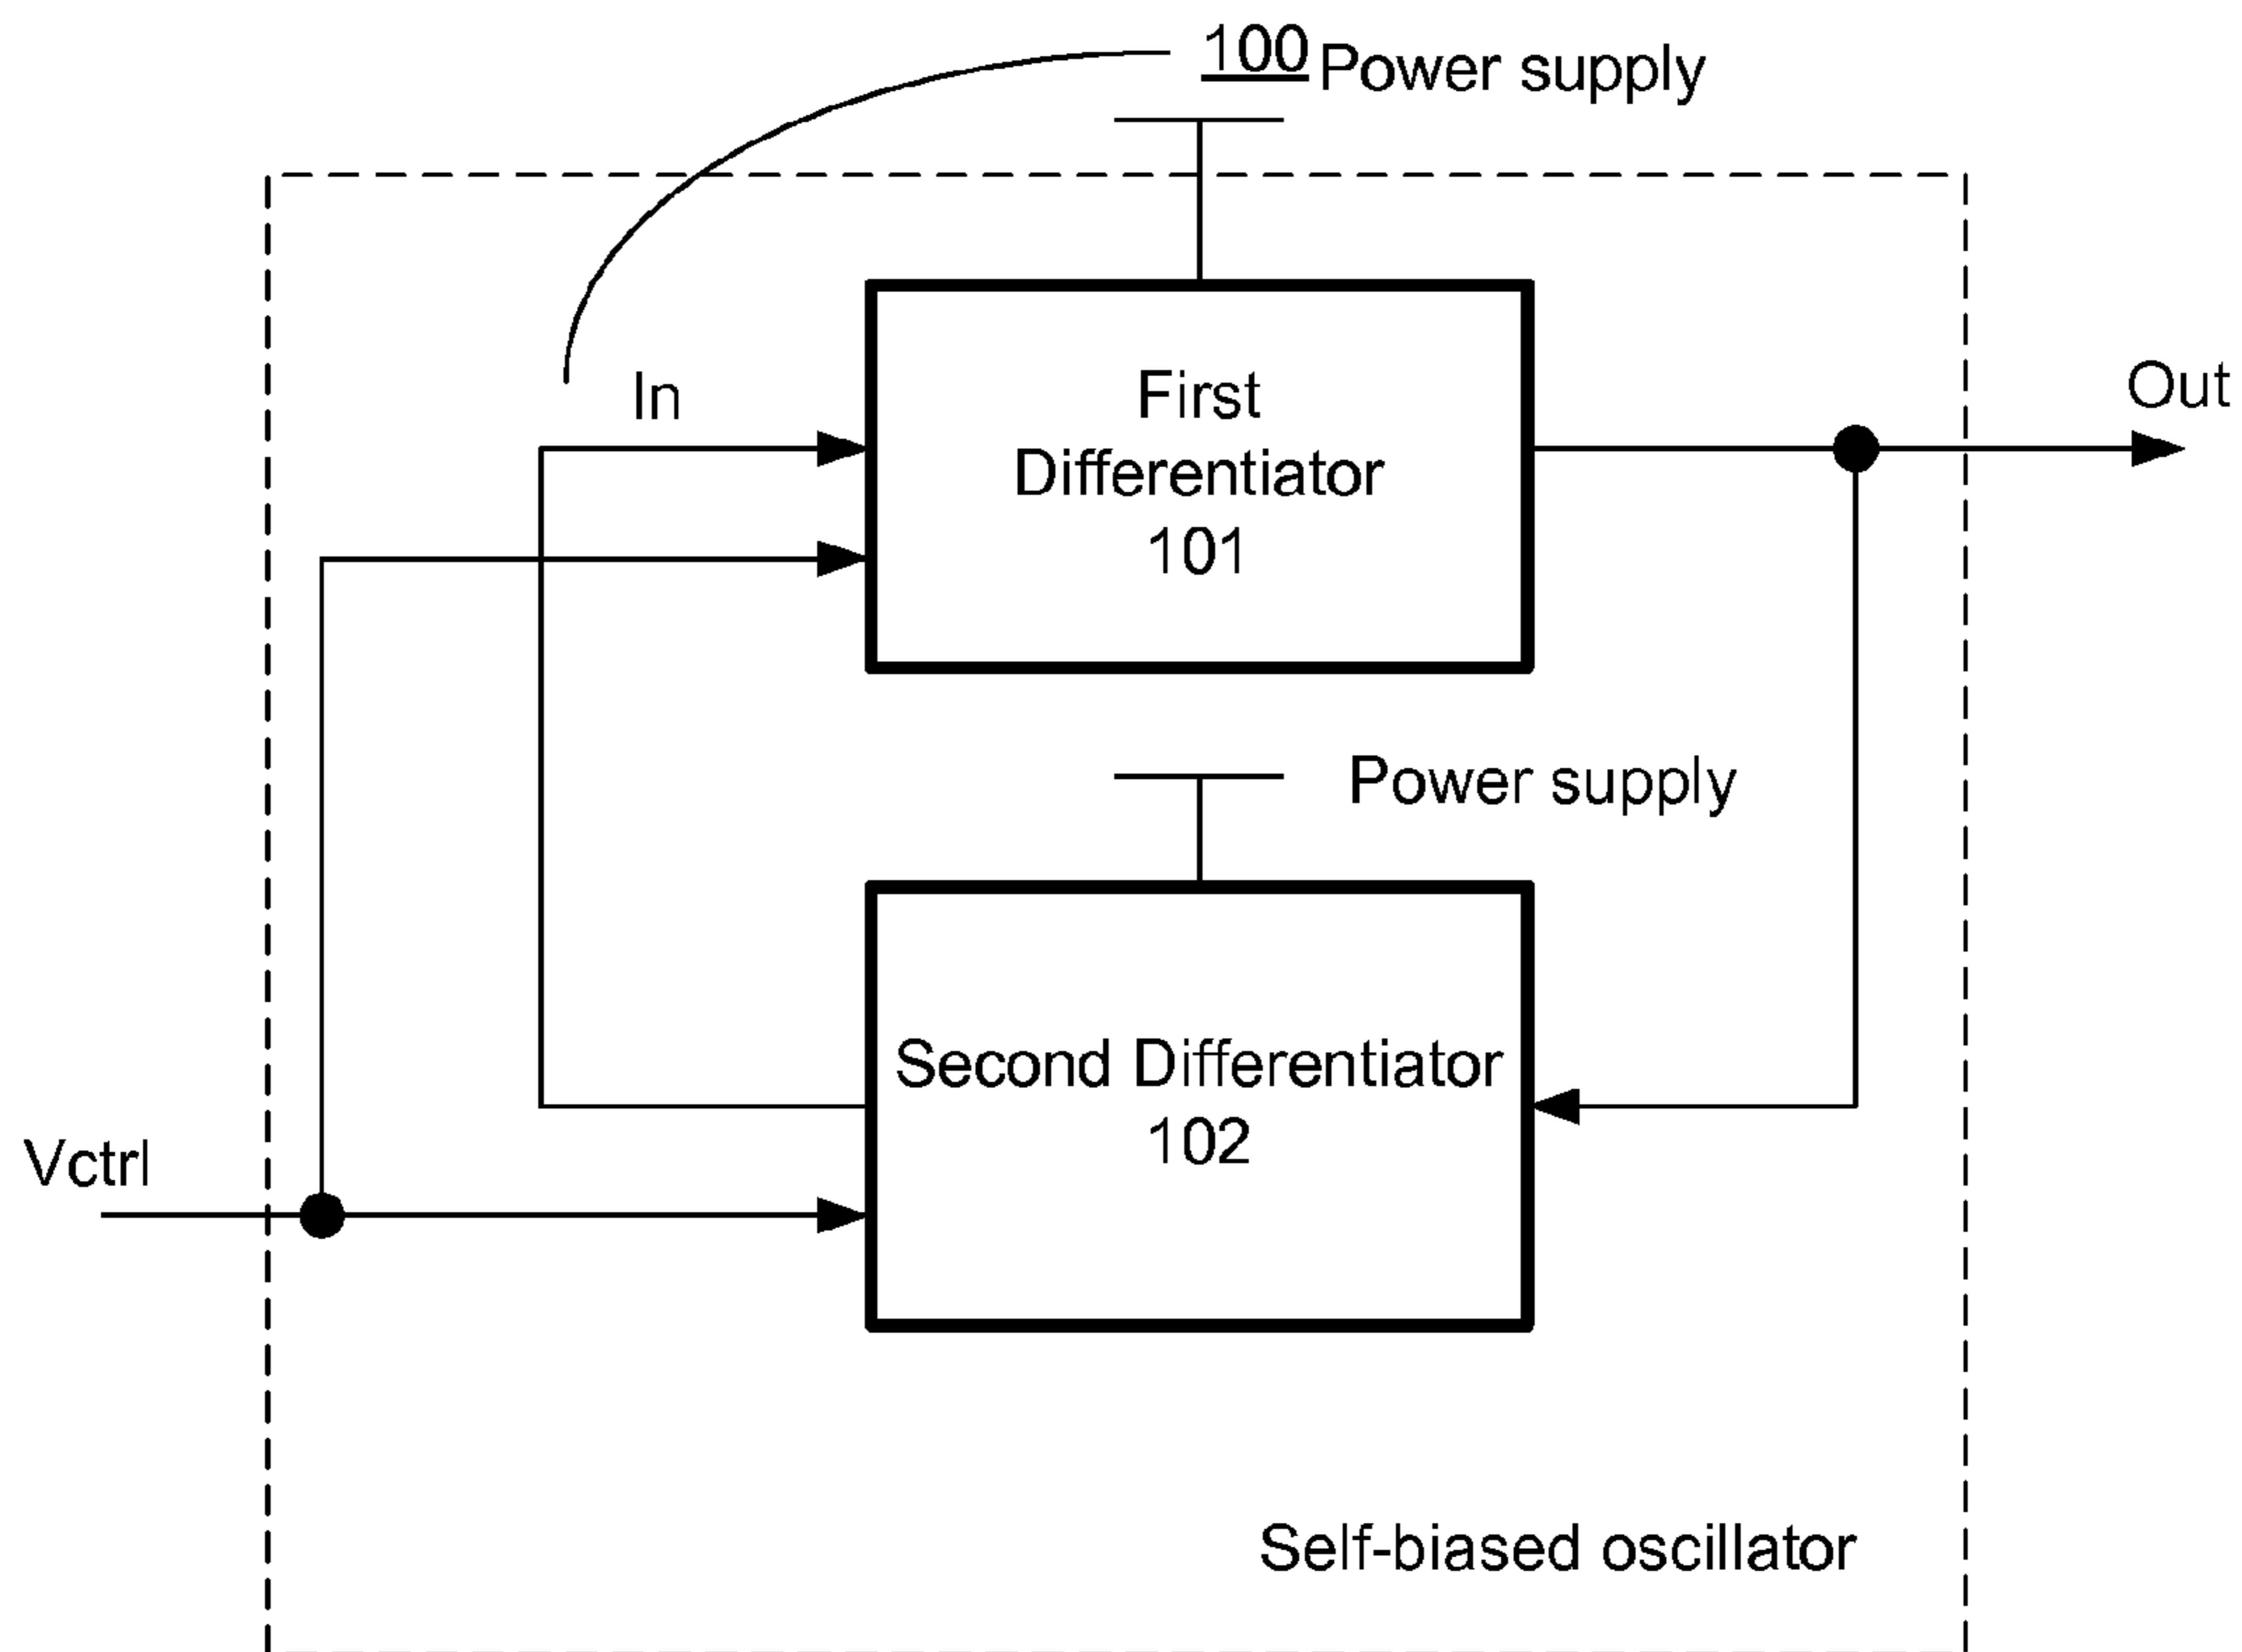 100 Power supply
In
First
Differentiator
101
Out
Power supply
Second Differentiator
102
Vctrl
Self-biased oscillator